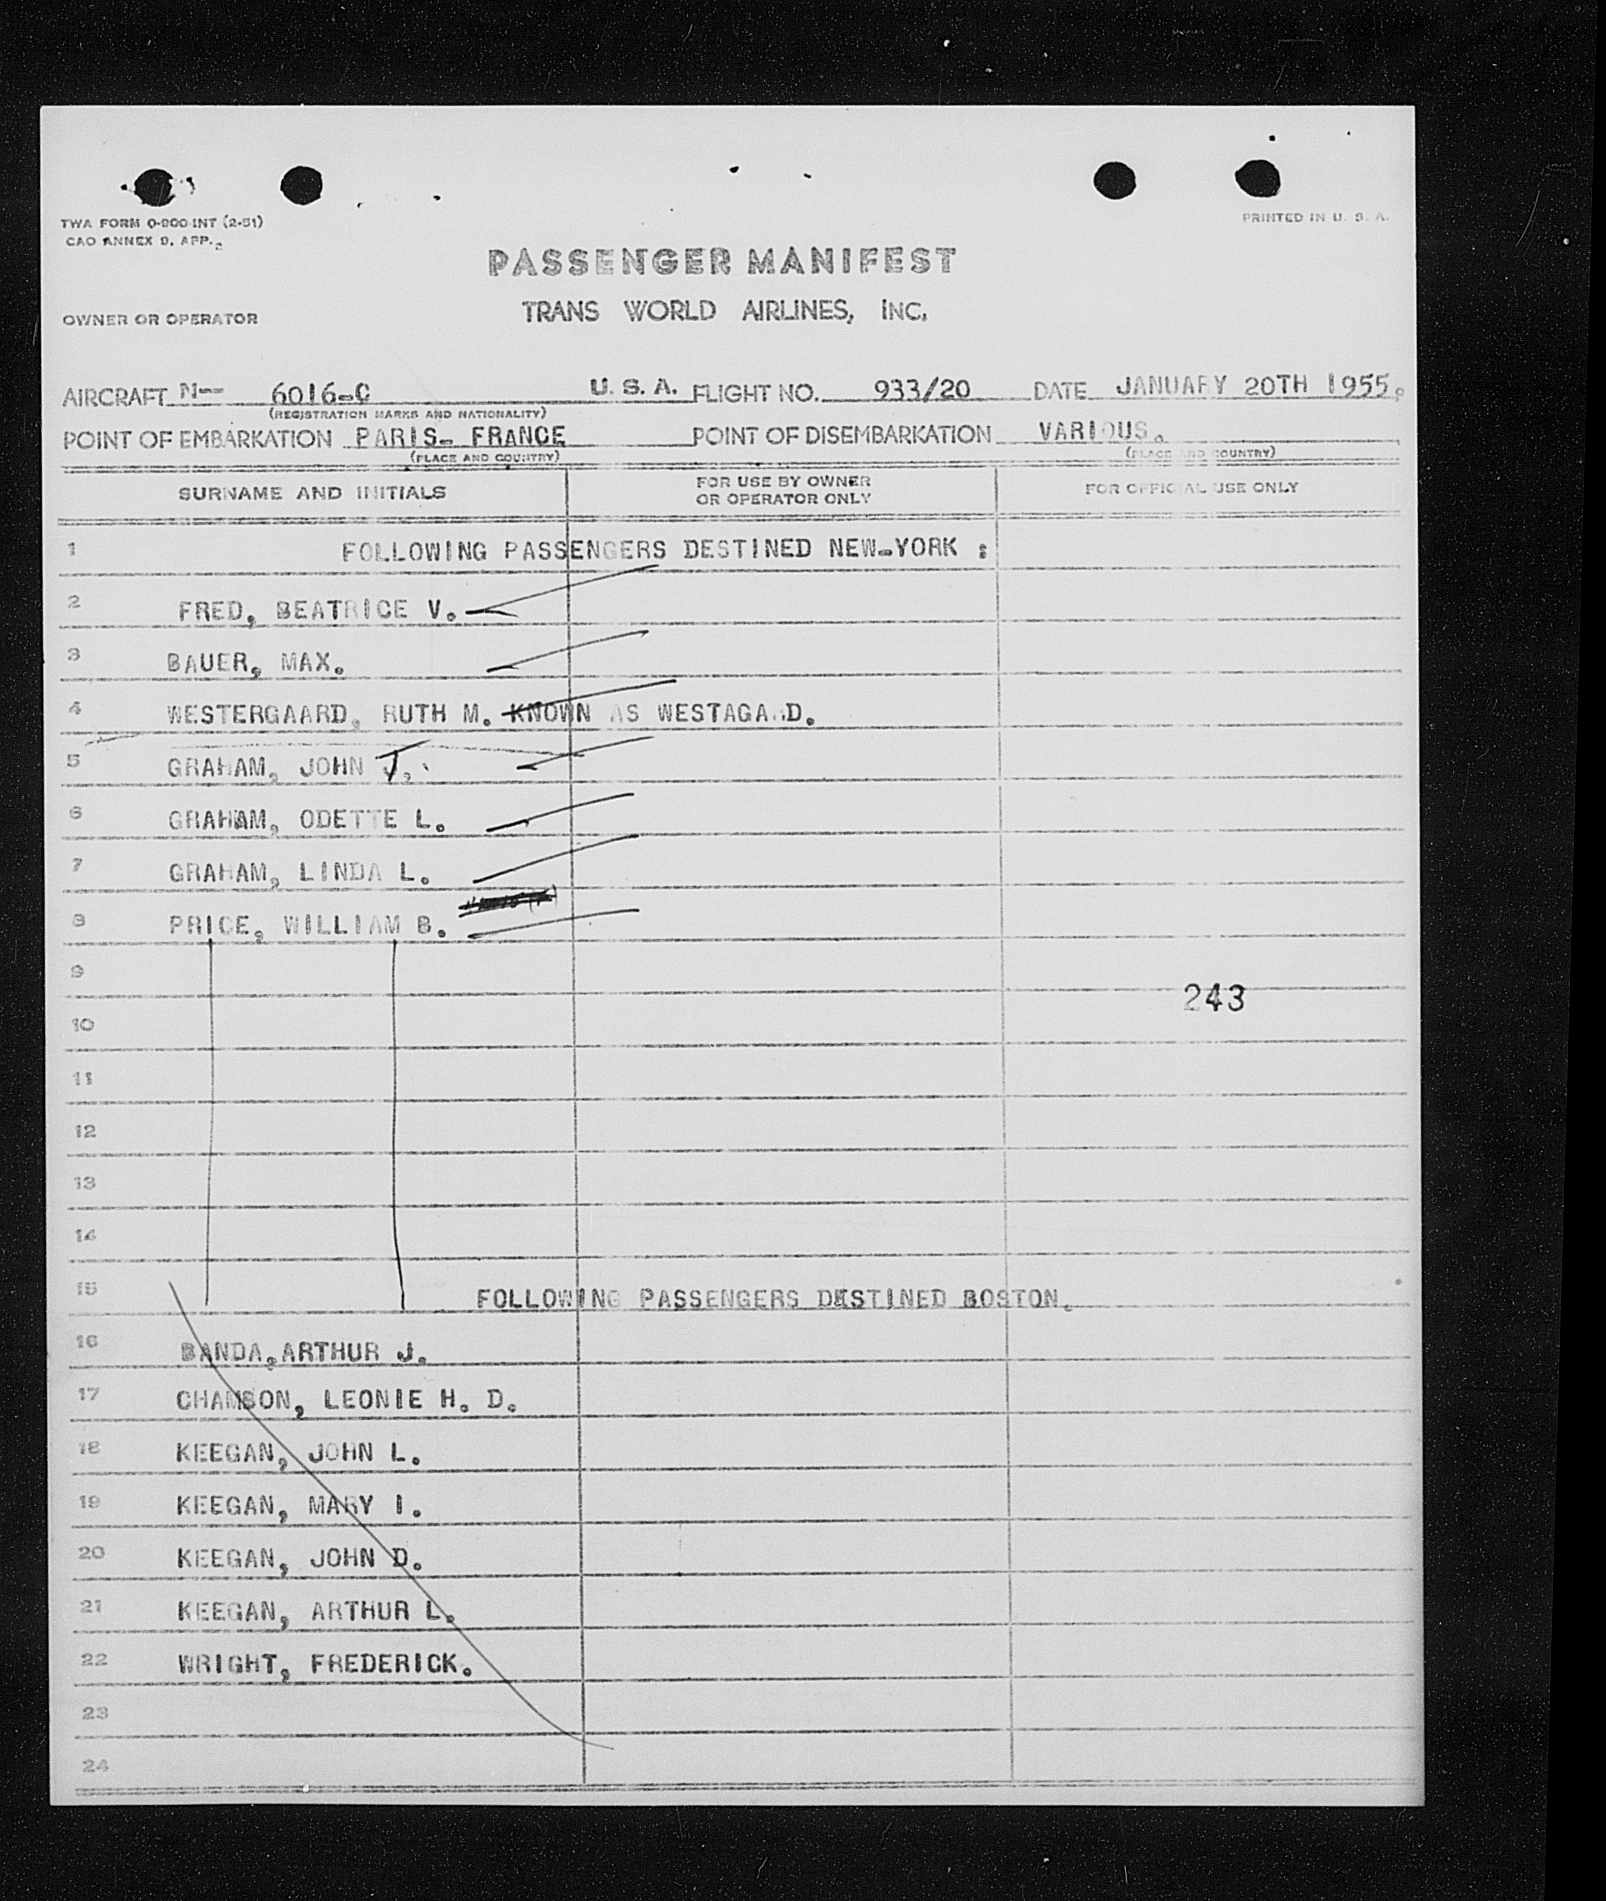 TWA FORM O-800-INT (2-51)
PRINTED IN U. S. A.
CAO ANNEX 9, APP.
PASSENGER MANIFEST
OWNER OR OPERATOR
TRANS WORLD AIRLINES, INC.
AIRCRAFT N-- 6016-C U. S. A. FLIGHT NO. 933/20 DATE JANUARY 20TH 1955.
(REGISTRATION MARKS AND NATIONALITY)
POINT OF EMBARKATION PARIS- FRANCE POINT OF DISEMBARKATION VARIOUS.
(PLACE AND COUNTRY) (PLACE AND COUNTRY)
SURNAME AND INITIALS FOR USE BY OWNER OR OPERATOR ONLY FOR OFFICIAL USE ONLY
1 FOLLOWING PASSENGERS DESTINED NEW-YORK :
2 FRED, BEATRICE V.
3 BAUER, MAX.
4 WESTERGAARD, RUTH M. KNOWN AS WESTAGAARD.
5 GRAHAM, JOHN J.
6 GRAHAM, ODETTE L.
7 GRAHAM, LINDA L.
8 PRICE, WILLIAM B.
9
243
10
11
12
13
14
15 FOLLOWING PASSENGERS DESTINED BOSTON.
16 BANDA, ARTHUR J.
17 CHAMSON, LEONIE H. D.
18 KEEGAN, JOHN L.
19 KEEGAN, MARY I.
20 KEEGAN, JOHN D.
21 KEEGAN, ARTHUR L.
22 WRIGHT, FREDERICK.
23
24